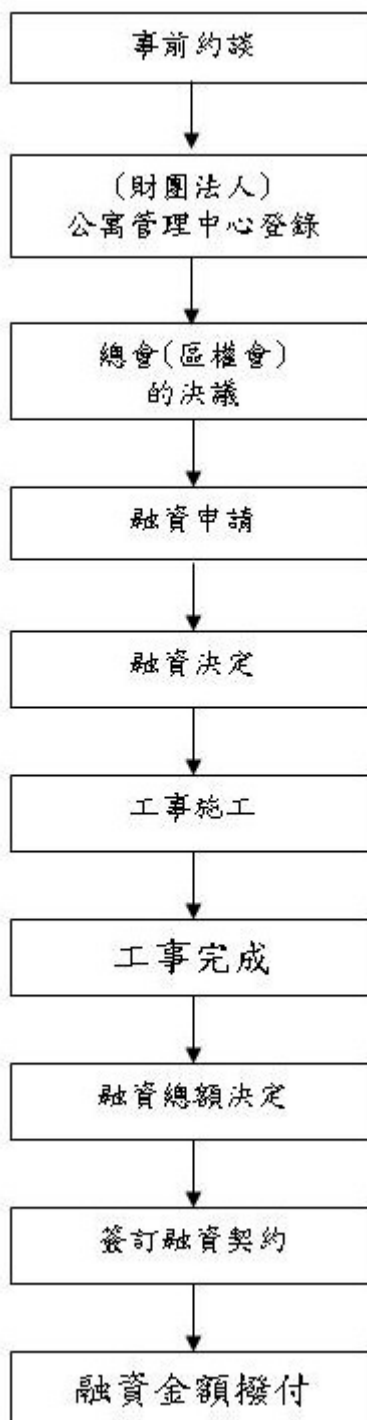 事前約談
(財團法人)
公寓管理中心登錄
總會(區權會)
的決議
融資申請
融資決定
工事施工
工事完成
融資總額決定
簽訂融資契約
融資金額撥付